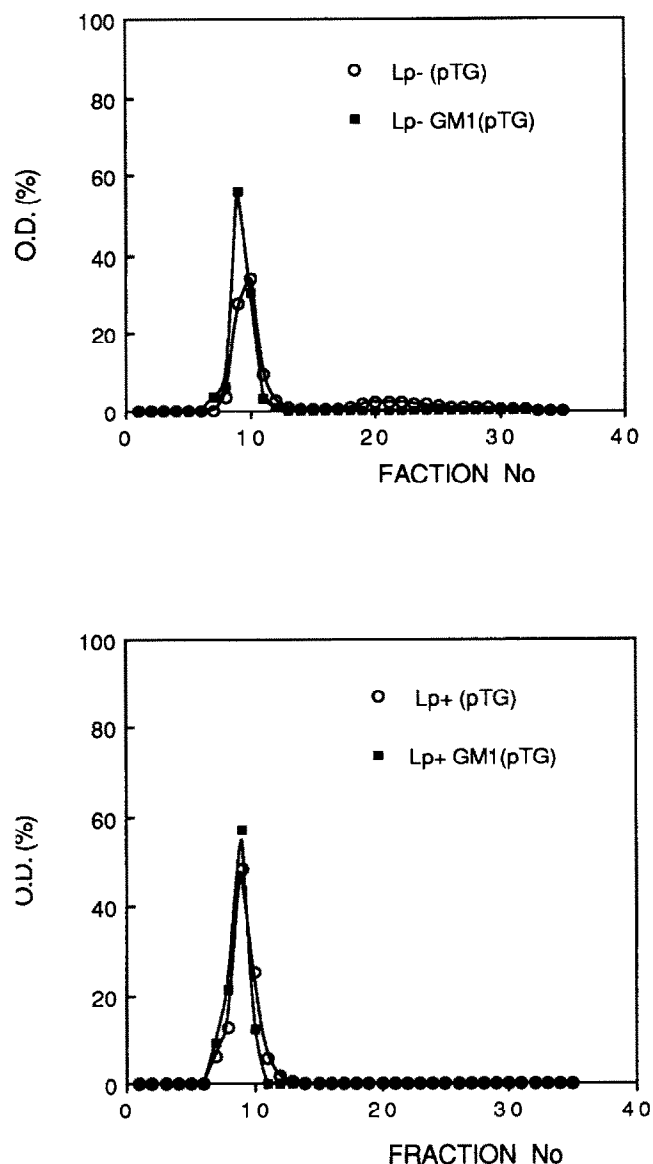 100
80
60
40
20
0
O.D. (%)
Lp- (pTG)
Lp- GM1(pTG)
0 10 20 30 40
FACTION No
100
80
60
40
20
0
O.D. (%)
Lp+ (pTG)
Lp+ GM1(pTG)
0 10 20 30 40
FRACTION No